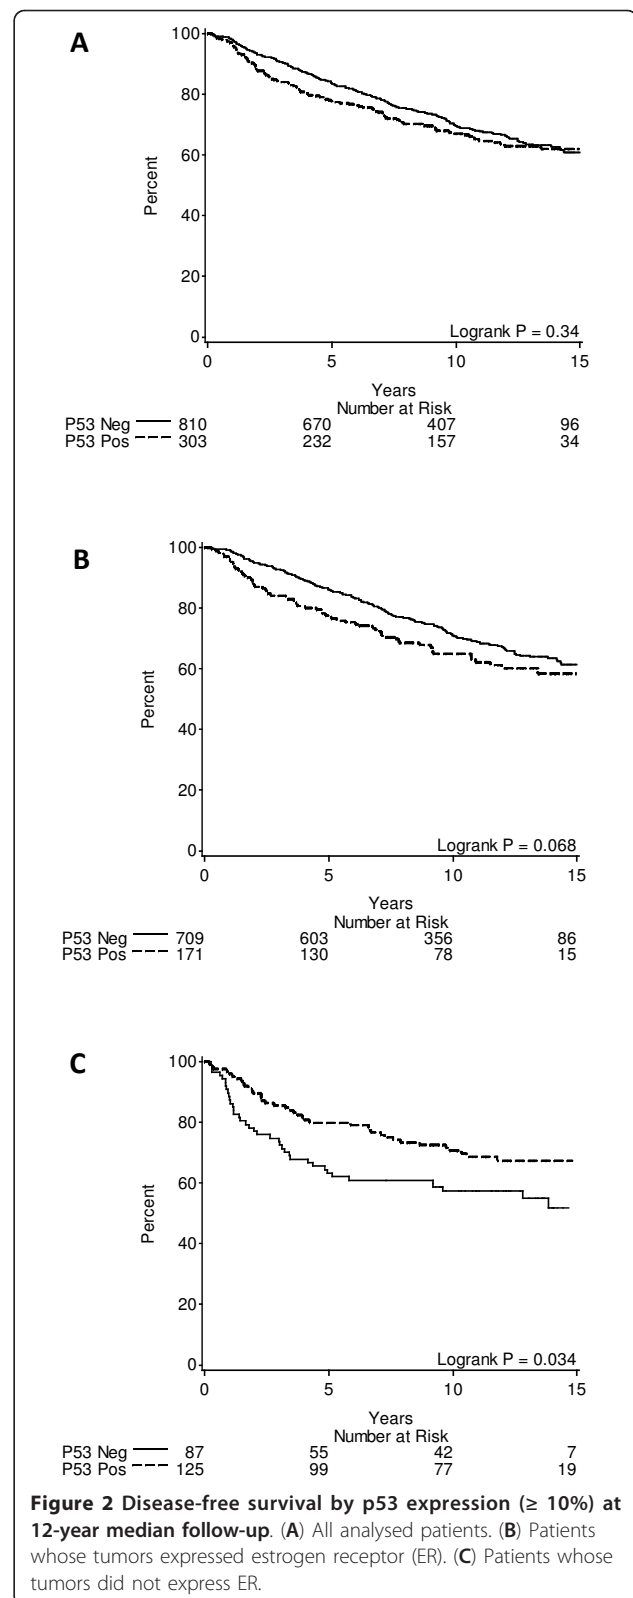 A
100
80
60
40
20
0
Percent
Logrank P = 0.34
0 5 10 15
Years
Number at Risk
P53 Neg 810 670 407 96
P53 Pos 303 232 157 34
B
100
80
60
40
20
0
Percent
Logrank P = 0.068
0 5 10 15
Years
Number at Risk
P53 Neg 709 603 356 86
P53 Pos 171 130 78 15
C
100
80
60
40
20
0
Percent
Logrank P = 0.034
0 5 10 15
Years
Number at Risk
P53 Neg 87 55 42 7
P53 Pos 125 99 77 19
Figure 2 Disease-free survival by p53 expression (≥ 10%) at
12-year median follow-up. (A) All analysed patients. (B) Patients
whose tumors expressed estrogen receptor (ER). (C) Patients whose
tumors did not express ER.